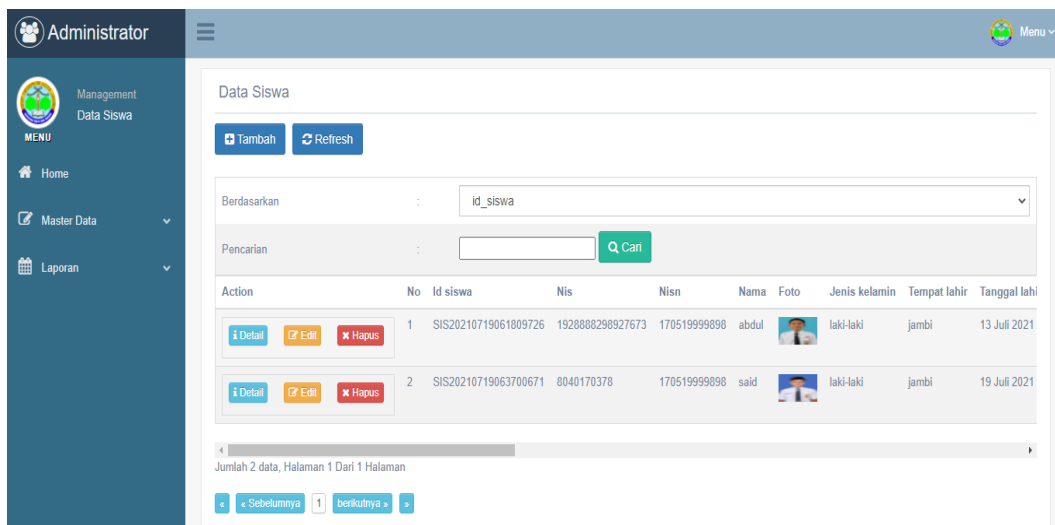 Administrator
Menu
Management
Data Siswa
MENU
Home
Master Data
Laporan
Data Siswa
Tambah Refresh
Berdasarkan : id_siswa
Pencarian : Cari
Action No Id siswa Nis Nisn Nama Foto Jenis kelamin Tempat lahir Tanggal lahi
Detail Edit Hapus 1 SIS20210719061809726 1928888298927673 170519999898 abdul laki-laki jambi 13 Juli 2021
Detail Edit Hapus 2 SIS20210719063700671 8040170378 170519999898 said laki-laki jambi 19 Juli 2021
Jumlah 2 data, Halaman 1 Dari 1 Halaman
« « Sebelumnya 1 berikutnya » »